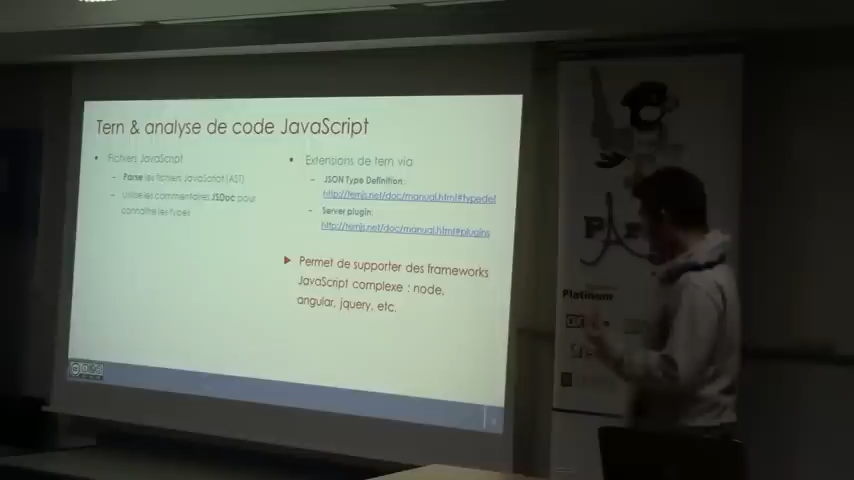 Tern & analyse de code JavaScript
• Fichiers JavaScript
– Parse les fichiers JavaScript (AST)
– Utilise les commentaires JSDoc pour
connaître les types
• Extensions de tern via
– JSON Type Definition:
http://ternjs.net/doc/manual.html#typedef
– Server plugin:
http://ternjs.net/doc/manual.html#plugins
Permet de supporter des frameworks
JavaScript complexe : node,
angular, jquery, etc.
Platinum